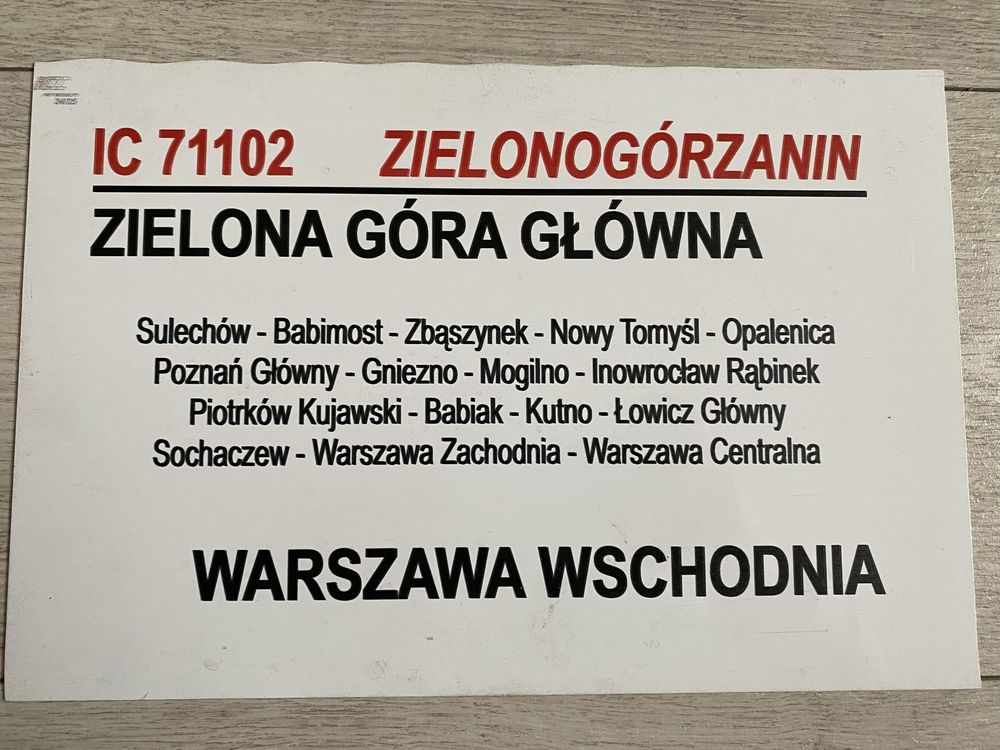 IC 71102 ZIELONOGÓRZANIN
ZIELONA GÓRA GŁÓWNA
Sulechów - Babimost - Zbąszynek - Nowy Tomyśl - Opalenica
Poznań Główny - Gniezno - Mogilno - Inowrocław Rąbinek
Piotrków Kujawski - Babiak - Kutno - Łowicz Główny
Sochaczew - Warszawa Zachodnia - Warszawa Centralna
WARSZAWA WSCHODNIA